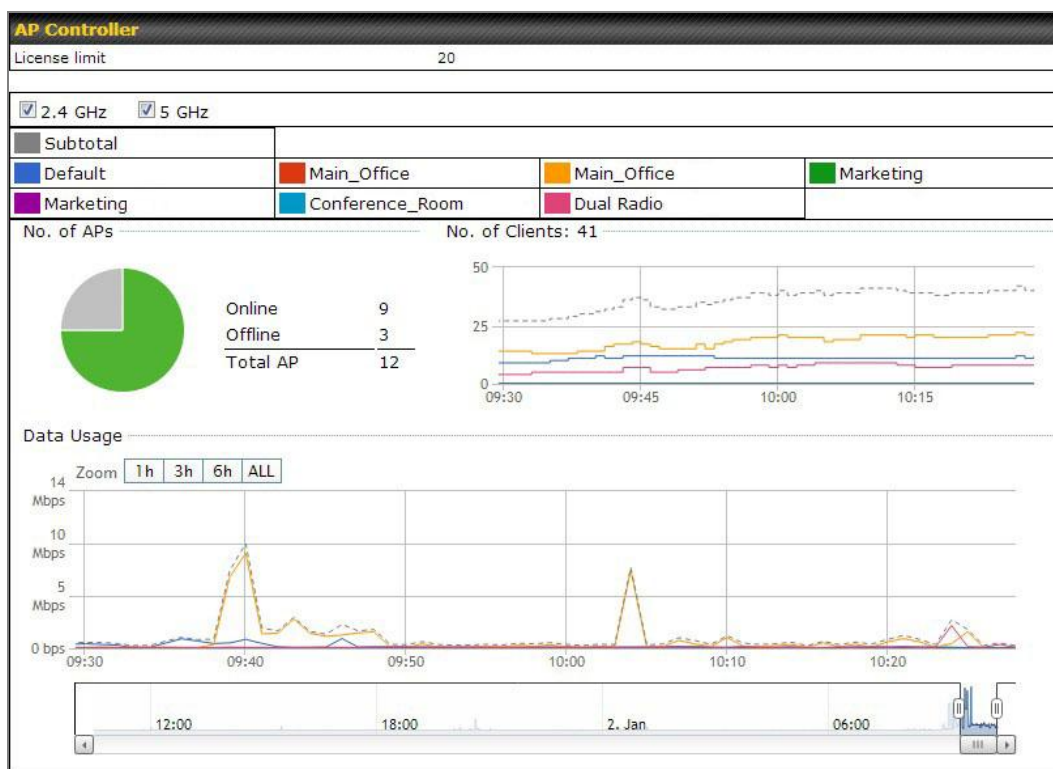 AP Controller
License limit 20
2.4 GHz 5 GHz
Subtotal
Default Main_Office Main_Office Marketing
Marketing Conference_Room Dual Radio
No. of APs No. of Clients: 41
Online 9
Offline 3
Total AP 12
50
25
0
09:30 09:45 10:00 10:15
Data Usage
Zoom 1h 3h 6h ALL
14
Mbps
10
Mbps
5
Mbps
0 bps
09:30 09:40 09:50 10:00 10:10 10:20
12:00 18:00 2. Jan 06:00